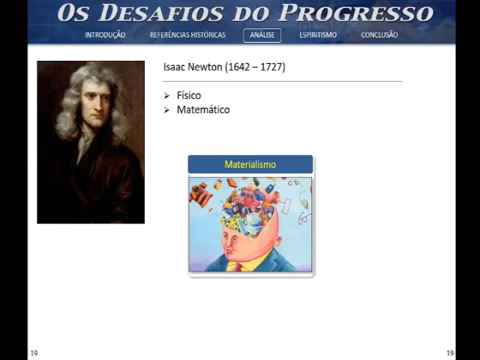 Os Desafios do Progresso
INTRODUÇÃO REFERÊNCIAS HISTÓRICAS ANÁLISE ESPIRITISMO CONCLUSÃO
Isaac Newton (1642 – 1727)
➢ Físico
➢ Matemático
Materialismo
19 19